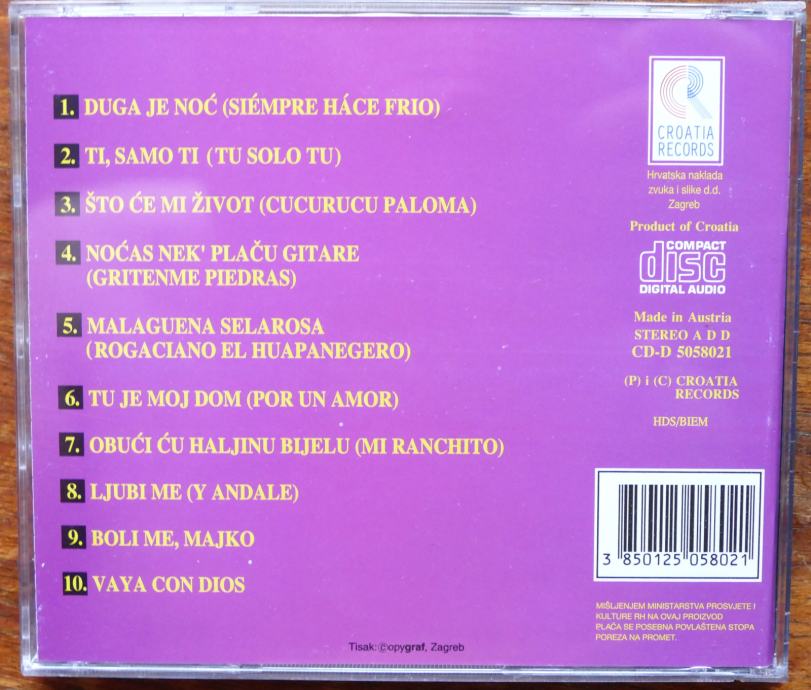 1. DUGA JE NOĆ (SIÉMPRE HÁCE FRIO)
2. TI, SAMO TI (TU SOLO TU)
3. ŠTO ĆE MI ŽIVOT (CUCURUCU PALOMA)
4. NOĆAS NEK' PLAČU GITARE
(GRITENME PIEDRAS)
5. MALAGUENA SELAROSA
(ROGACIANO EL HUAPANEGERO)
6. TU JE MOJ DOM (POR UN AMOR)
7. OBUĆI ĆU HALJINU BIJELU (MI RANCHITO)
8. LJUBI ME (Y ANDALE)
9. BOLI ME, MAJKO
10. VAYA CON DIOS
CROATIA
RECORDS
Hrvatska naklada
zvuka i slike d.d.
Zagreb
Product of Croatia
COMPACT
disc
DIGITAL AUDIO
Made in Austria
STEREO A D D
CD-D 5058021
(P) i (C) CROATIA
RECORDS
HDS/BIEM
3 850125 058021
MIŠLJENJEM MINISTARSTVA PROSVJETE I
KULTURE RH NA OVAJ PROIZVOD
PLAĆA SE POSEBNA POVLAŠTENA STOPA
POREZA NA PROMET.
Tisak: ©opygraf, Zagreb